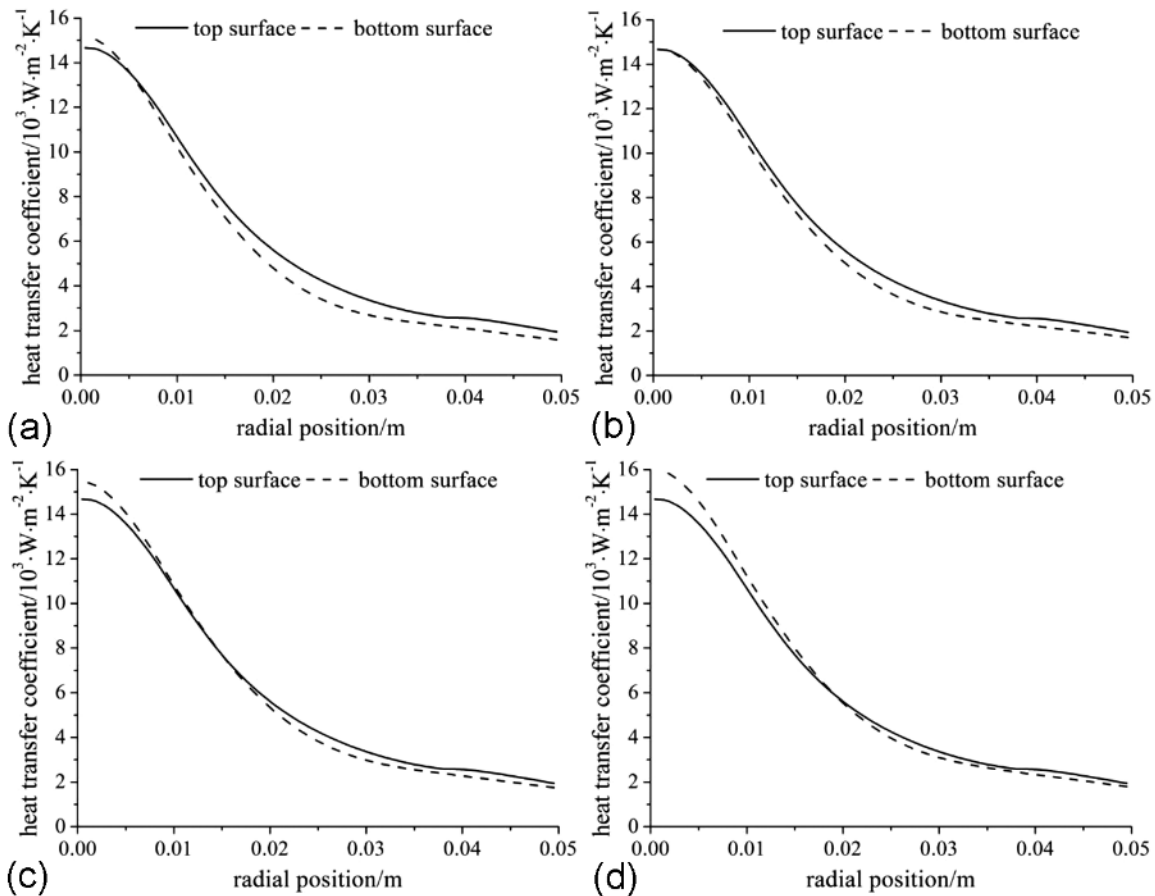 heat transfer coefficient/10³·W·m⁻²·K⁻¹
16
14
12
10
8
6
4
2
0
top surface
bottom surface
0.00 0.01 0.02 0.03 0.04 0.05
radial position/m
(a)
heat transfer coefficient/10³·W·m⁻²·K⁻¹
16
14
12
10
8
6
4
2
0
top surface
bottom surface
0.00 0.01 0.02 0.03 0.04 0.05
radial position/m
(b)
heat transfer coefficient/10³·W·m⁻²·K⁻¹
16
14
12
10
8
6
4
2
0
top surface
bottom surface
0.00 0.01 0.02 0.03 0.04 0.05
radial position/m
(c)
heat transfer coefficient/10³·W·m⁻²·K⁻¹
16
14
12
10
8
6
4
2
0
top surface
bottom surface
0.00 0.01 0.02 0.03 0.04 0.05
radial position/m
(d)